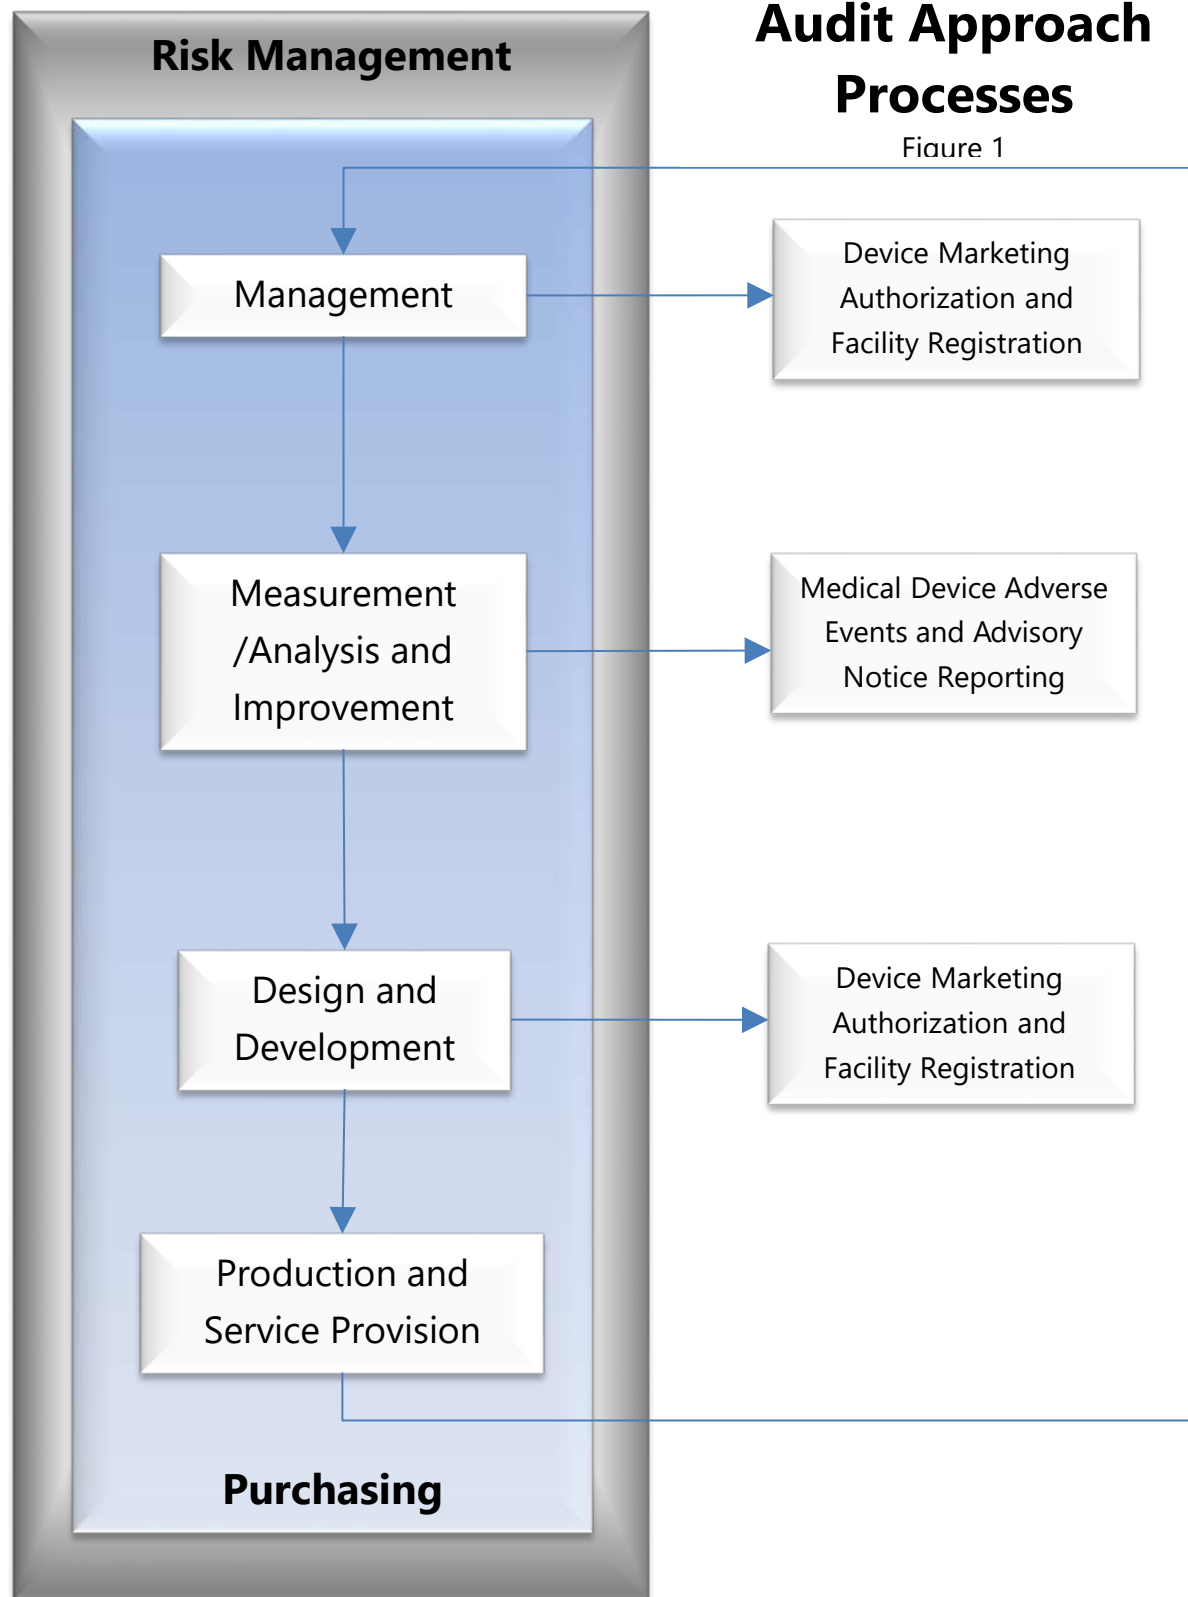 Audit Approach
Processes
Figure 1
Risk Management
Management
Device Marketing
Authorization and
Facility Registration
Measurement
/Analysis and
Improvement
Medical Device Adverse
Events and Advisory
Notice Reporting
Design and
Development
Device Marketing
Authorization and
Facility Registration
Production and
Service Provision
Purchasing